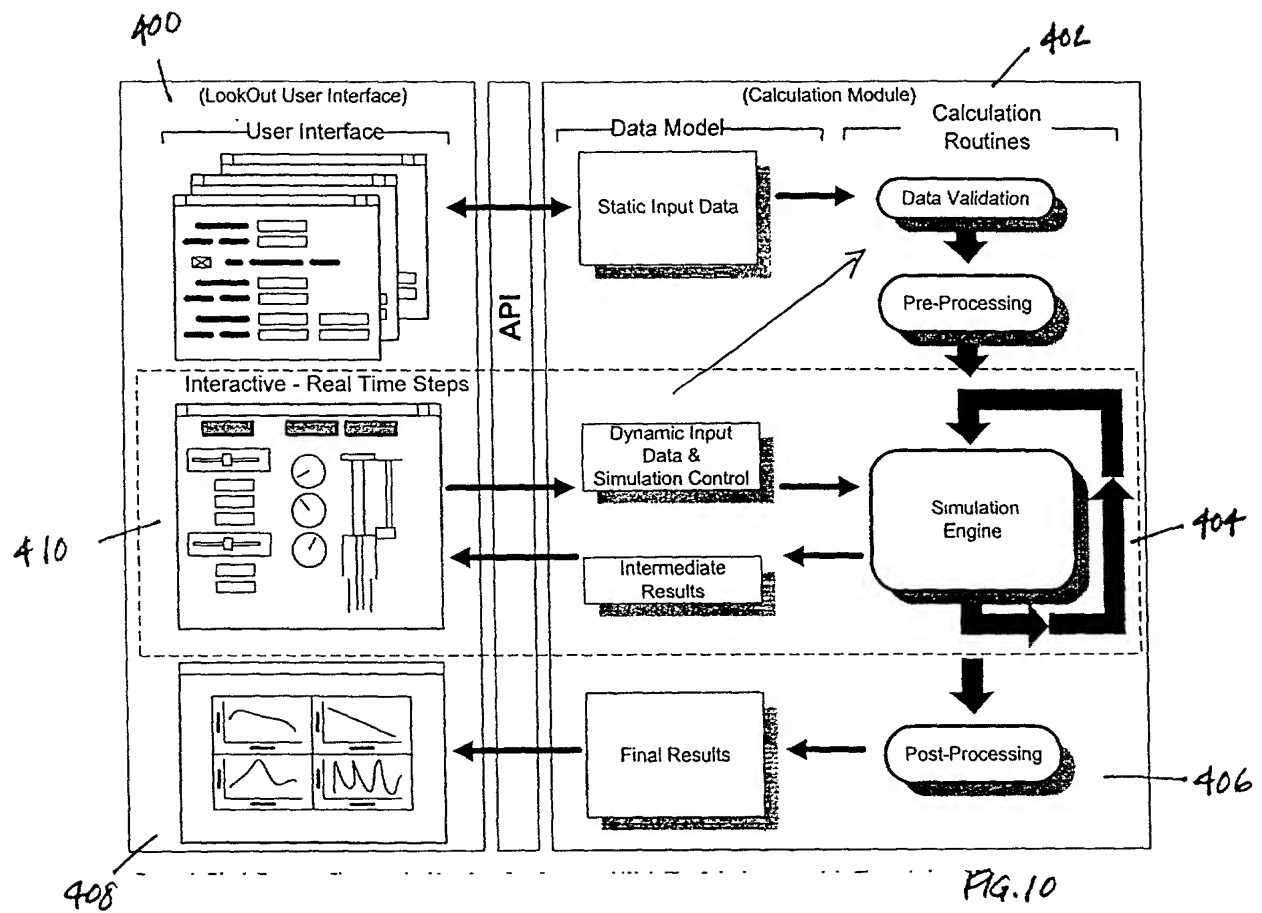 400
402
(LookOut User Interface)
(Calculation Module)
User Interface
Data Model
Calculation
Routines
Static Input Data
Data Validation
Pre-Processing
API
Interactive - Real Time Steps
Dynamic Input
Data &
Simulation Control
Simulation
Engine
404
410
Intermediate
Results
Final Results
Post-Processing
406
408
FIG.10